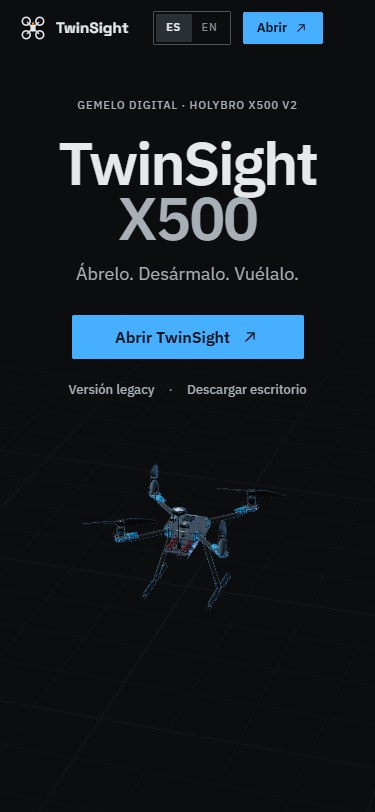 TwinSight
ES EN
Abrir
GEMELO DIGITAL · HOLYBRO X500 V2
TwinSight
X500
Ábrelo. Desármalo. Vuélalo.
Abrir TwinSight
Versión legacy · Descargar escritorio